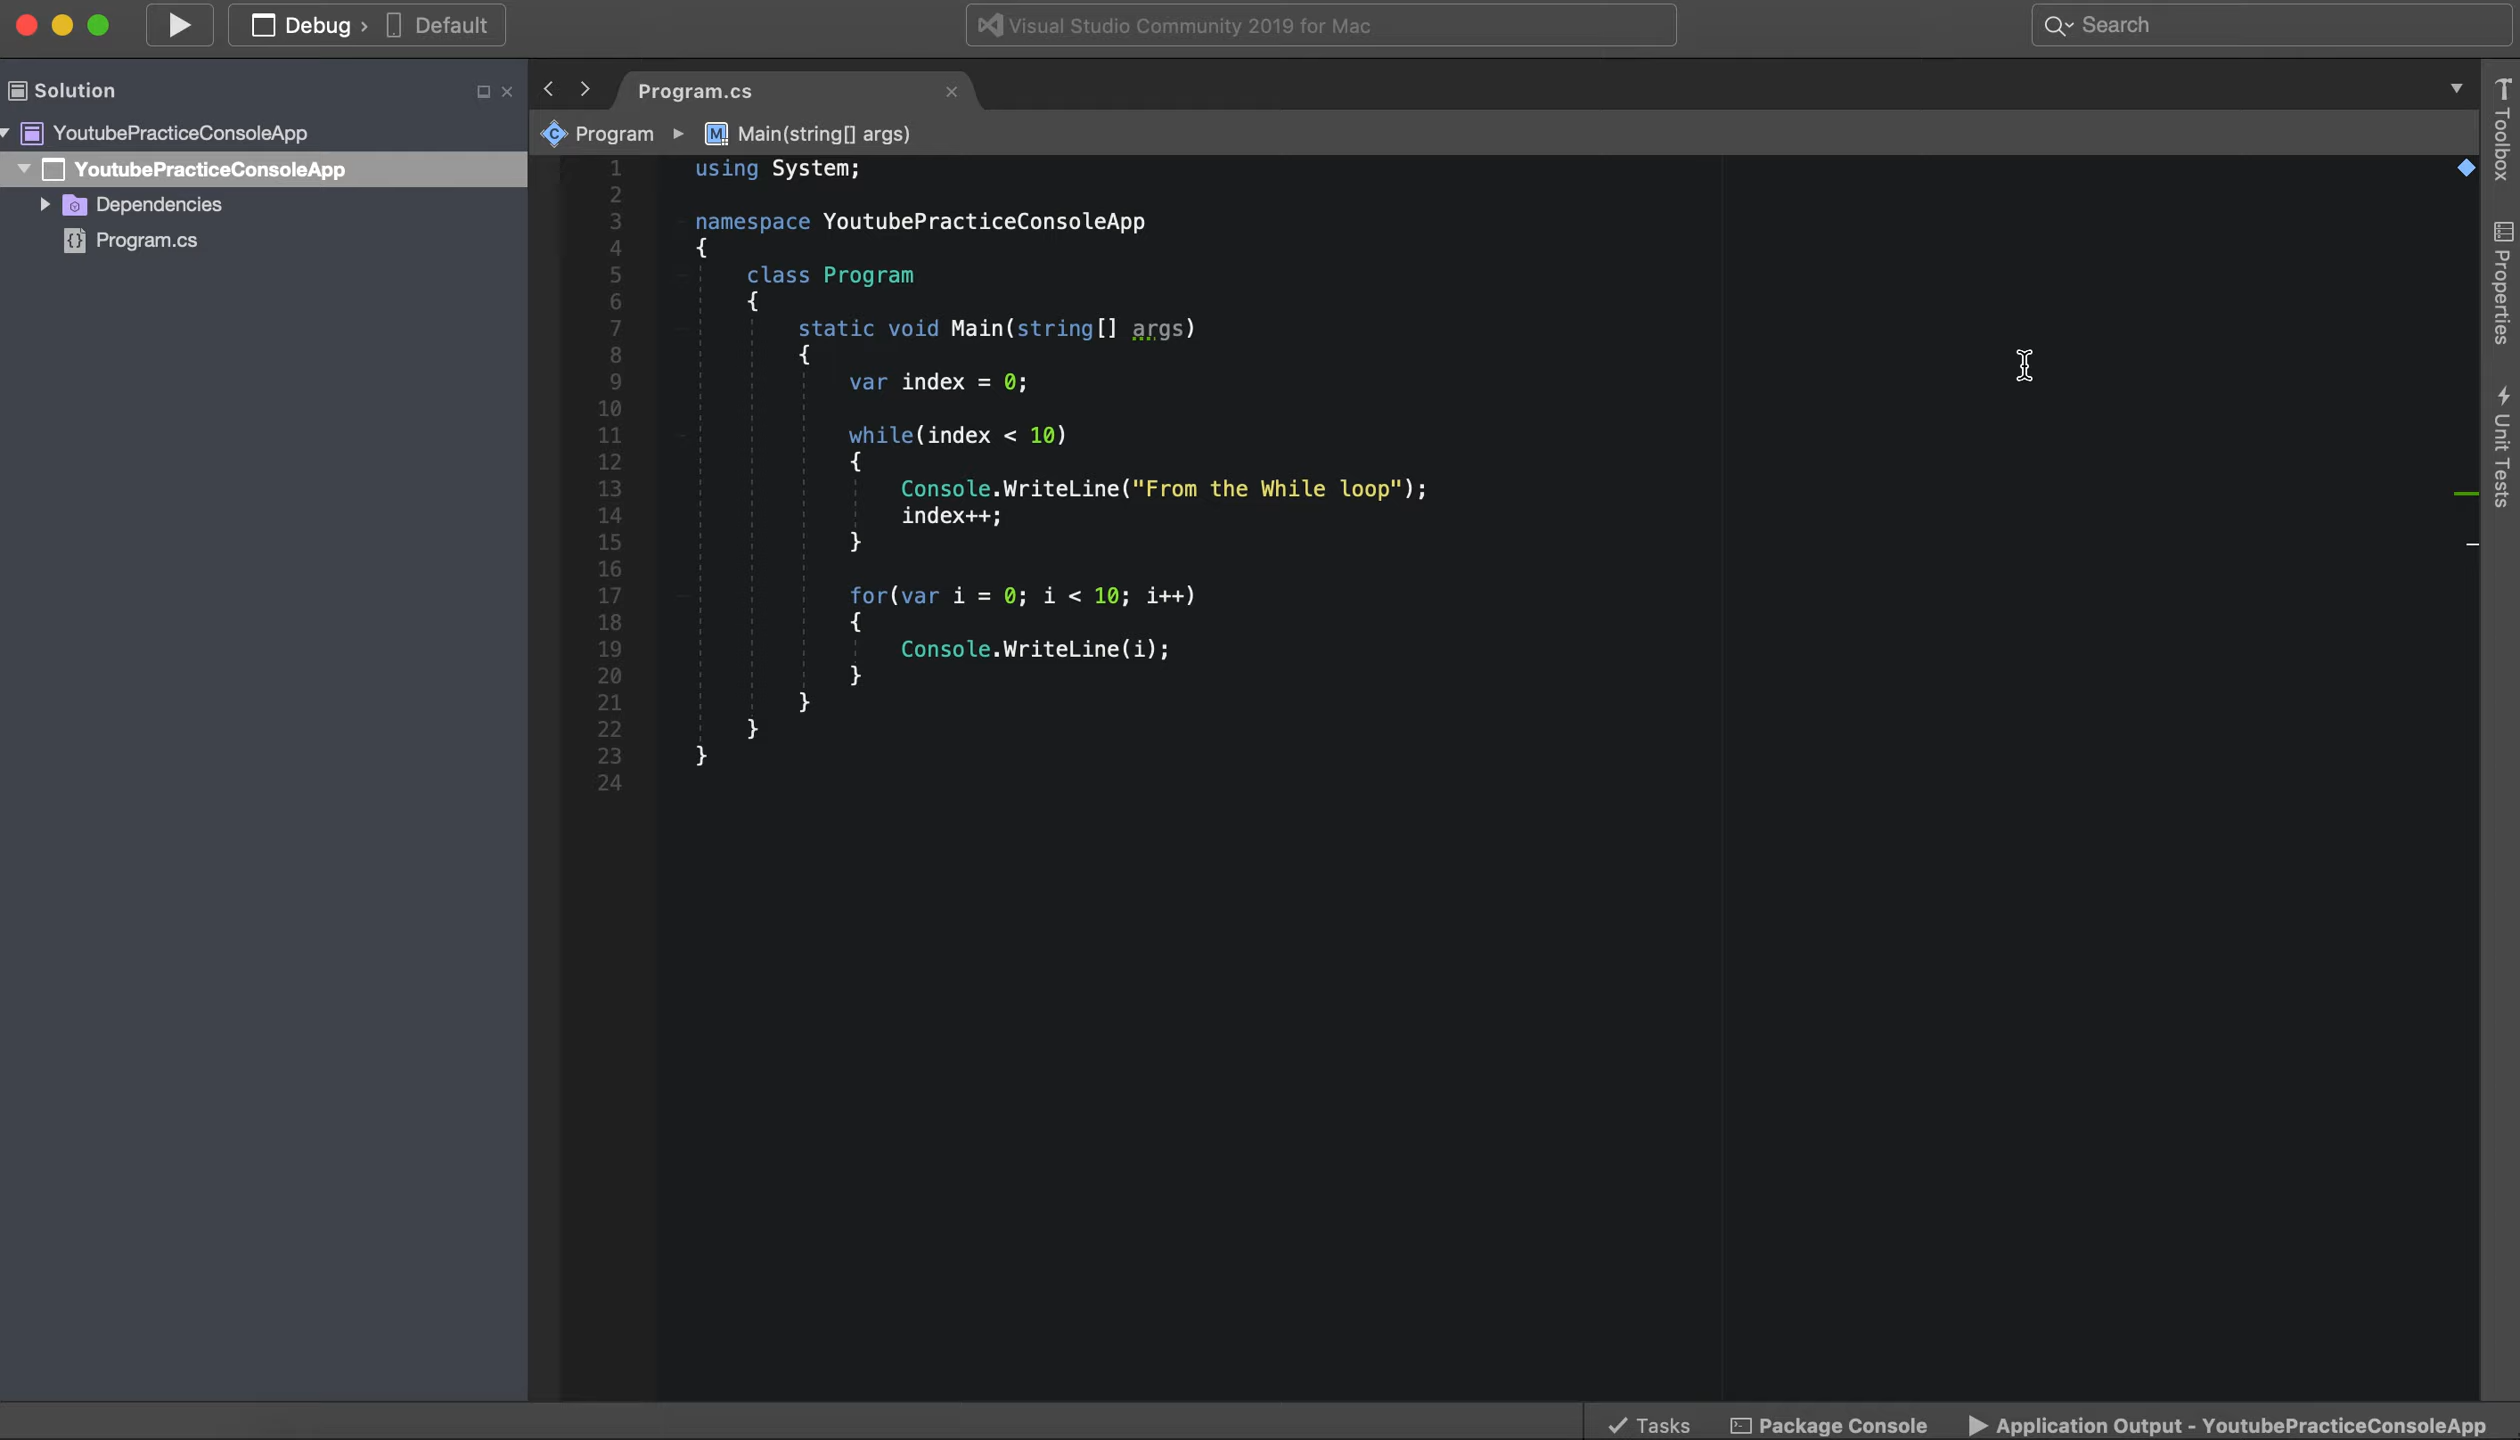 Debug › Default
Visual Studio Community 2019 for Mac
Search
Solution
YoutubePracticeConsoleApp
YoutubePracticeConsoleApp
Dependencies
Program.cs
Program.cs
Program
Main(string[] args)
1 using System;
2
3 namespace YoutubePracticeConsoleApp
4 {
5 class Program
6 {
7 static void Main(string[] args)
8 {
9 var index = 0;
10
11 while(index < 10)
12 {
13 Console.WriteLine("From the While loop");
14 index++;
15 }
16
17 for(var i = 0; i < 10; i++)
18 {
19 Console.WriteLine(i);
20 }
21 }
22 }
23 }
24
Toolbox
Properties
Unit Tests
Tasks
Package Console
Application Output - YoutubePracticeConsoleApp